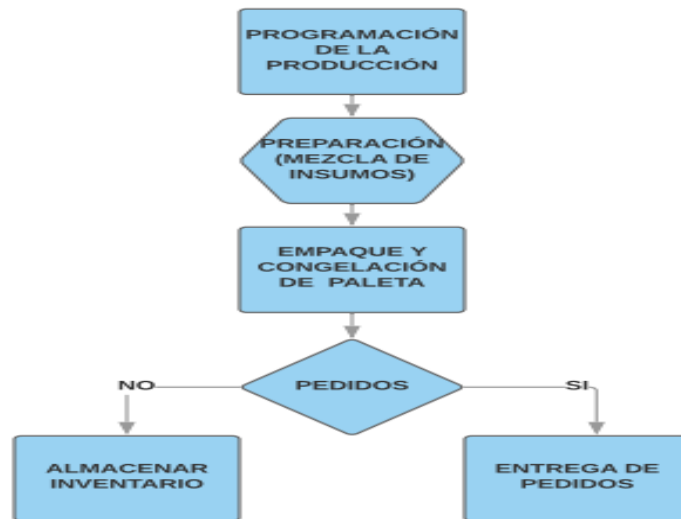 PROGRAMACIÓN
DE LA
PRODUCCIÓN
PREPARACIÓN
(MEZCLA DE
INSUMOS)
EMPAQUE Y
CONGELACIÓN
DE PALETA
NO
PEDIDOS
SI
ALMACENAR
INVENTARIO
ENTREGA DE
PEDIDOS